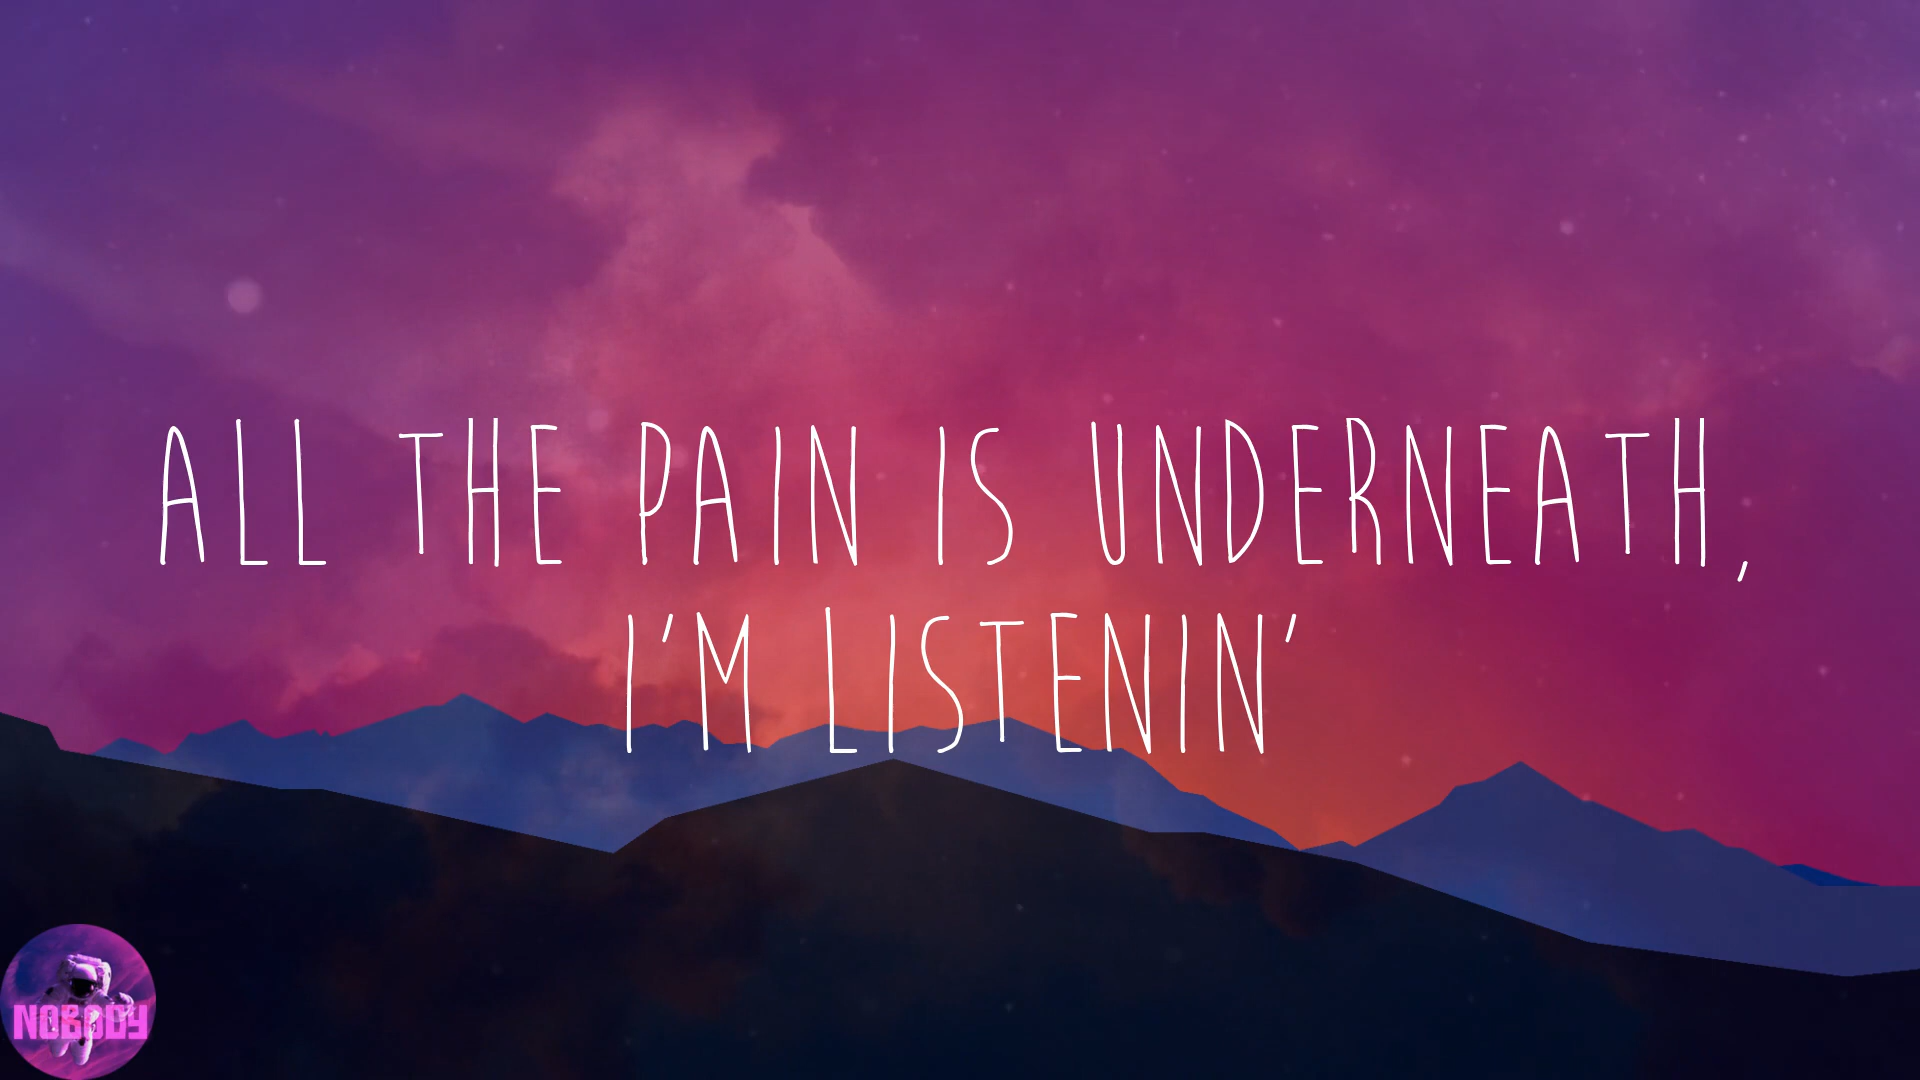 ALL THE PAIN IS UNDERNEATH,
I'M LISTENIN'
NOBODY